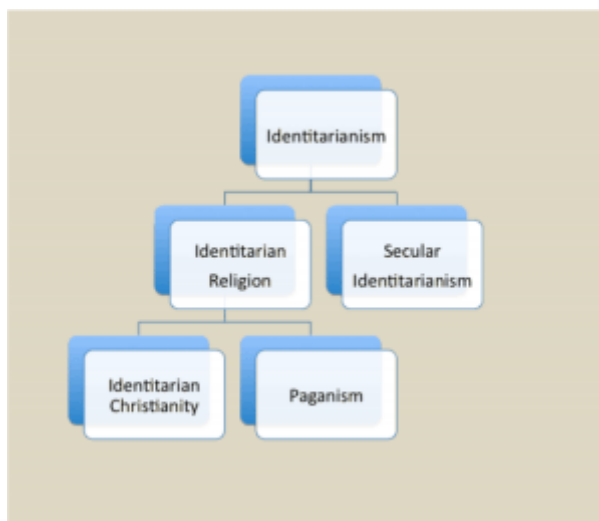 Identitarianism
Identitarian
Religion
Secular
Identitarianism
Identitarian
Christianity
Paganism